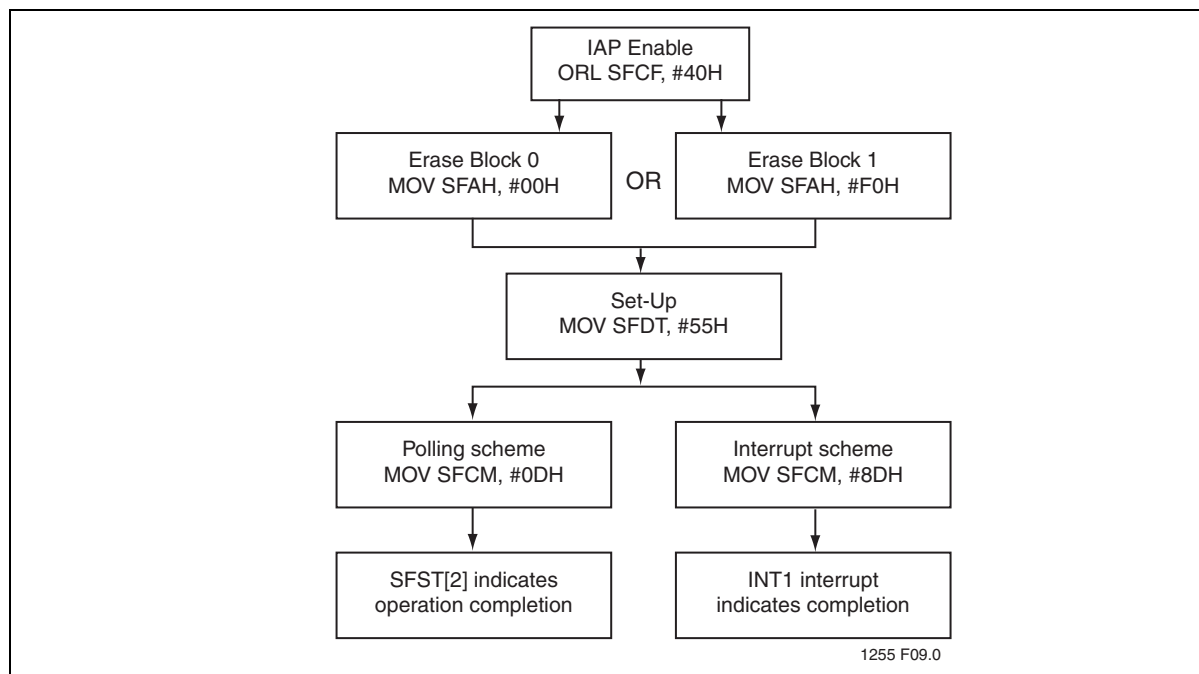 IAP Enable
ORL SFCF, #40H
Erase Block 0
MOV SFAH, #00H
OR
Erase Block 1
MOV SFAH, #F0H
Set-Up
MOV SFDT, #55H
Polling scheme
MOV SFCM, #0DH
Interrupt scheme
MOV SFCM, #8DH
SFST[2] indicates
operation completion
INT1 interrupt
indicates completion
1255 F09.0